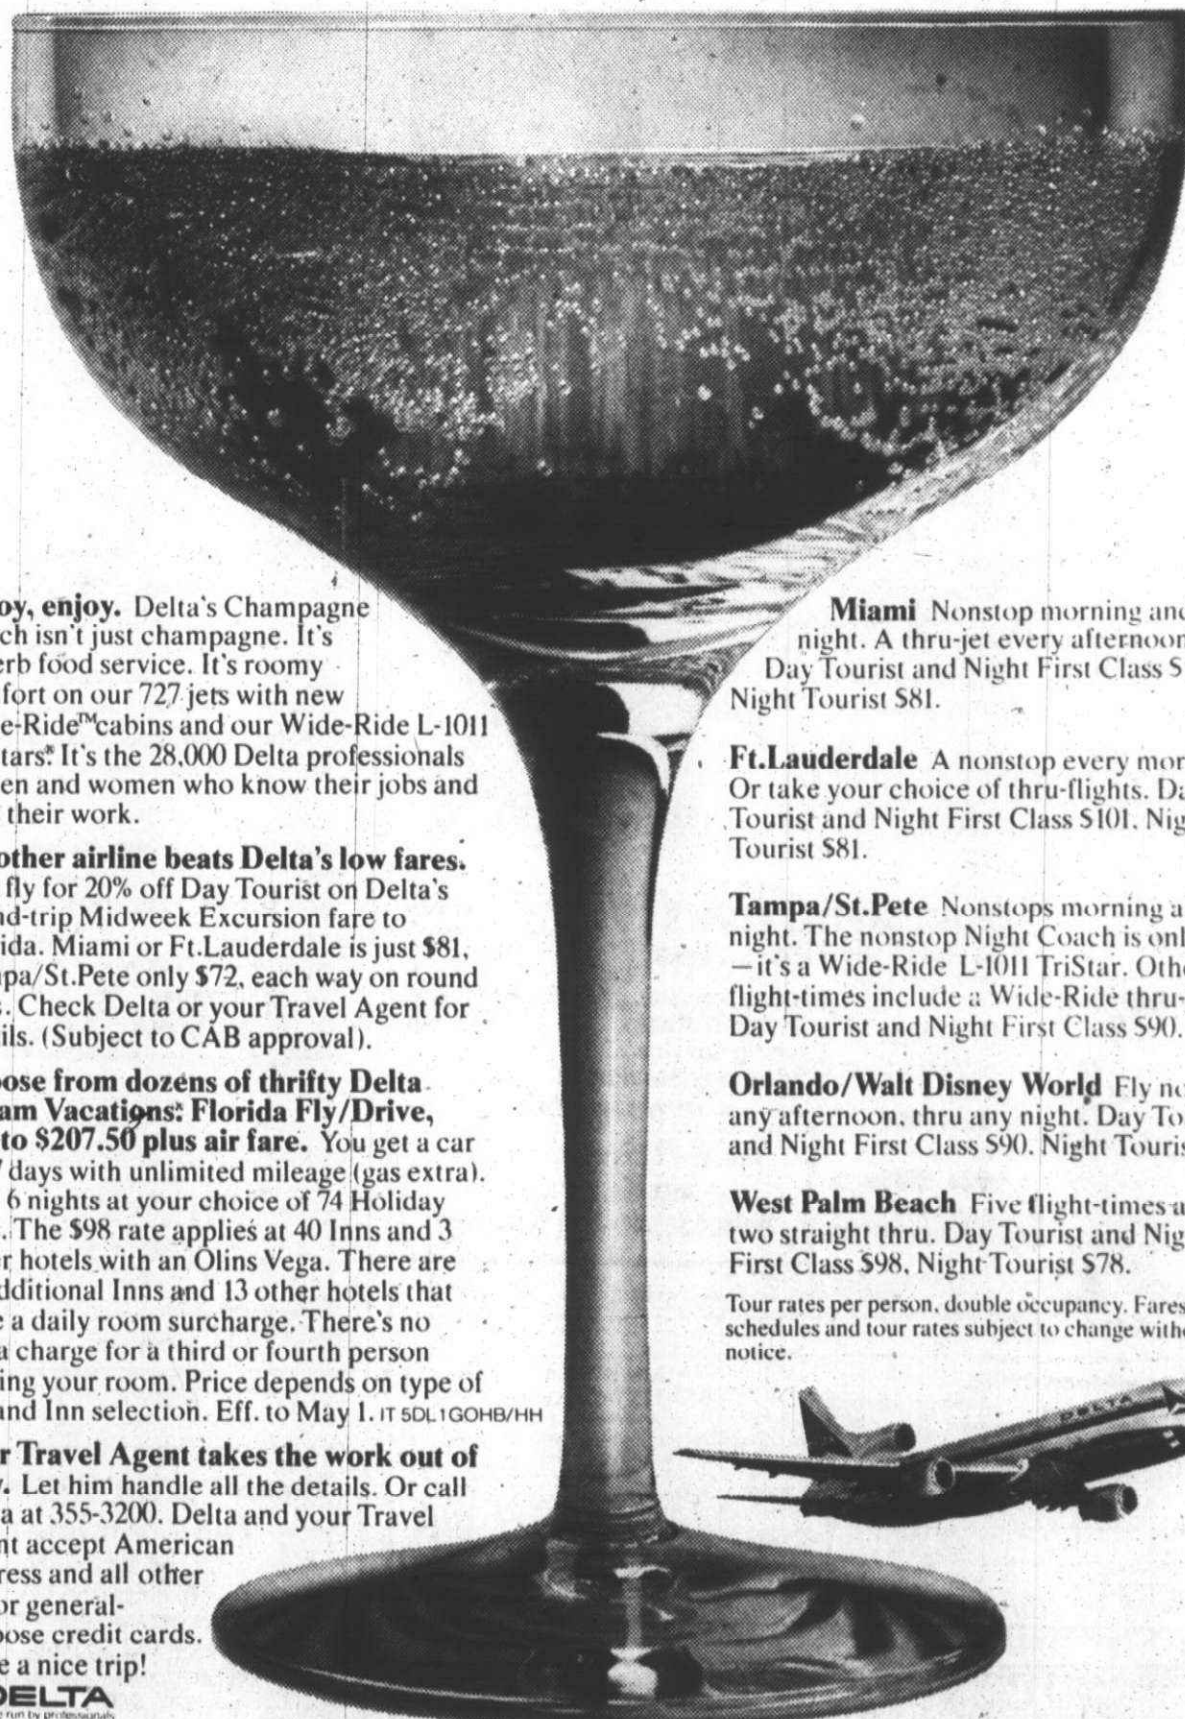 oy, enjoy. Delta's Champagne
ch isn't just champagne. It's
erb food service. It's roomy
fort on our 727 jets with new
e-Ride™ cabins and our Wide-Ride L-1011
tars.® It's the 28,000 Delta professionals
en and women who know their jobs and
their work.
other airline beats Delta's low fares.
fly for 20% off Day Tourist on Delta's
nd-trip Midweek Excursion fare to
ida. Miami or Ft.Lauderdale is just $81,
pa/St.Pete only $72, each way on round
s. Check Delta or your Travel Agent for
ils. (Subject to CAB approval).
ose from dozens of thrifty Delta
am Vacations.® Florida Fly/Drive,
to $207.50 plus air fare. You get a car
7 days with unlimited mileage (gas extra).
6 nights at your choice of 74 Holiday
. The $98 rate applies at 40 Inns and 3
r hotels with an Olins Vega. There are
dditional Inns and 13 other hotels that
e a daily room surcharge. There's no
a charge for a third or fourth person
ing your room. Price depends on type of
and Inn selection. Eff. to May 1. IT 5DL1GOHB/HH
r Travel Agent takes the work out of
y. Let him handle all the details. Or call
a at 355-3200. Delta and your Travel
nt accept American
ress and all other
or general-
pose credit cards.
e a nice trip!
DELTA
e run by professionals
Miami Nonstop morning and
night. A thru-jet every afternoon
Day Tourist and Night First Class $
Night Tourist $81.
Ft.Lauderdale A nonstop every mor
Or take your choice of thru-flights. Da
Tourist and Night First Class $101, Nig
Tourist $81.
Tampa/St.Pete Nonstops morning a
night. The nonstop Night Coach is onl
—it's a Wide-Ride L-1011 TriStar. Othe
flight-times include a Wide-Ride thru-
Day Tourist and Night First Class $90.
Orlando/Walt Disney World Fly no
any afternoon, thru any night. Day To
and Night First Class $90. Night Touris
West Palm Beach Five flight-times a
two straight thru. Day Tourist and Nig
First Class $98, Night Tourist $78.
Tour rates per person, double occupancy. Fares
schedules and tour rates subject to change witho
notice.
DELTA